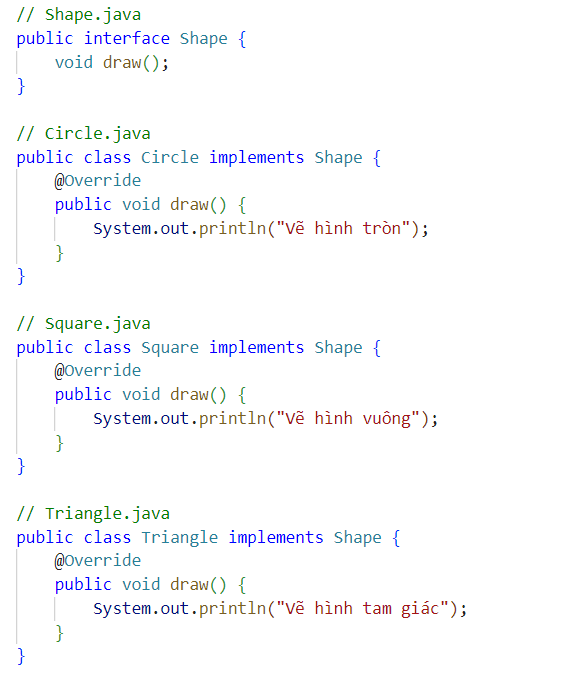 // Shape.java
public interface Shape {
    void draw();
}

// Circle.java
public class Circle implements Shape {
    @Override
    public void draw() {
        System.out.println("Vẽ hình tròn");
    }
}

// Square.java
public class Square implements Shape {
    @Override
    public void draw() {
        System.out.println("Vẽ hình vuông");
    }
}

// Triangle.java
public class Triangle implements Shape {
    @Override
    public void draw() {
        System.out.println("Vẽ hình tam giác");
    }
}